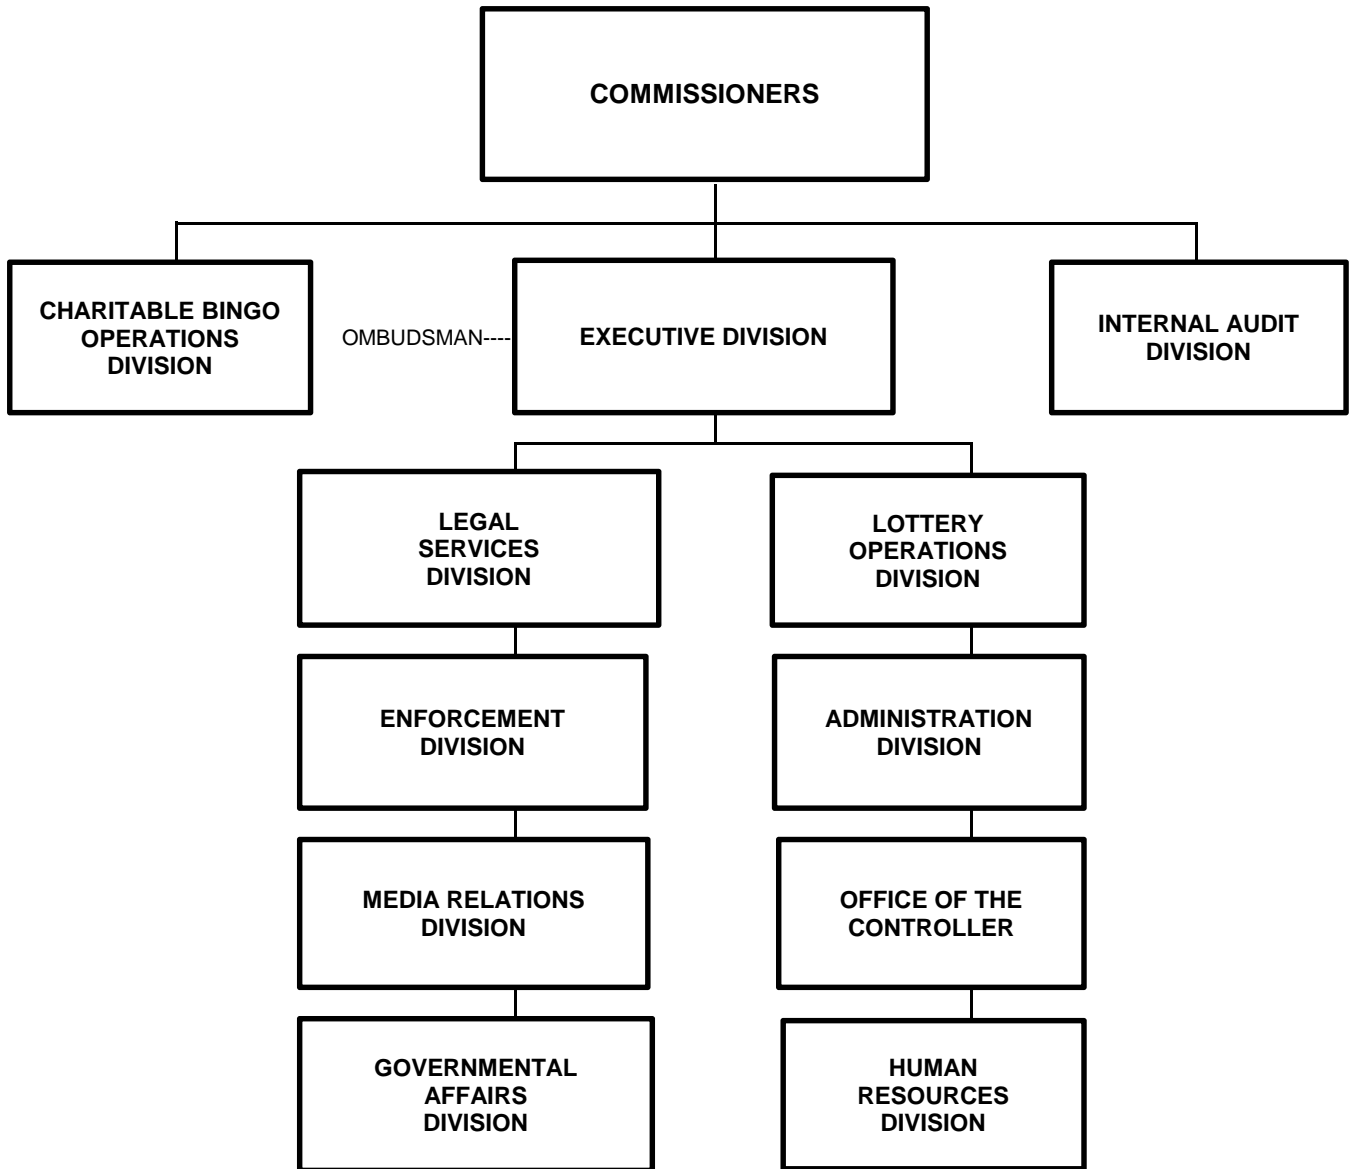 COMMISSIONERS
CHARITABLE BINGO
OPERATIONS
DIVISION
OMBUDSMAN----
EXECUTIVE DIVISION
INTERNAL AUDIT
DIVISION
LEGAL
SERVICES
DIVISION
LOTTERY
OPERATIONS
DIVISION
ENFORCEMENT
DIVISION
ADMINISTRATION
DIVISION
MEDIA RELATIONS
DIVISION
OFFICE OF THE
CONTROLLER
GOVERNMENTAL
AFFAIRS
DIVISION
HUMAN
RESOURCES
DIVISION